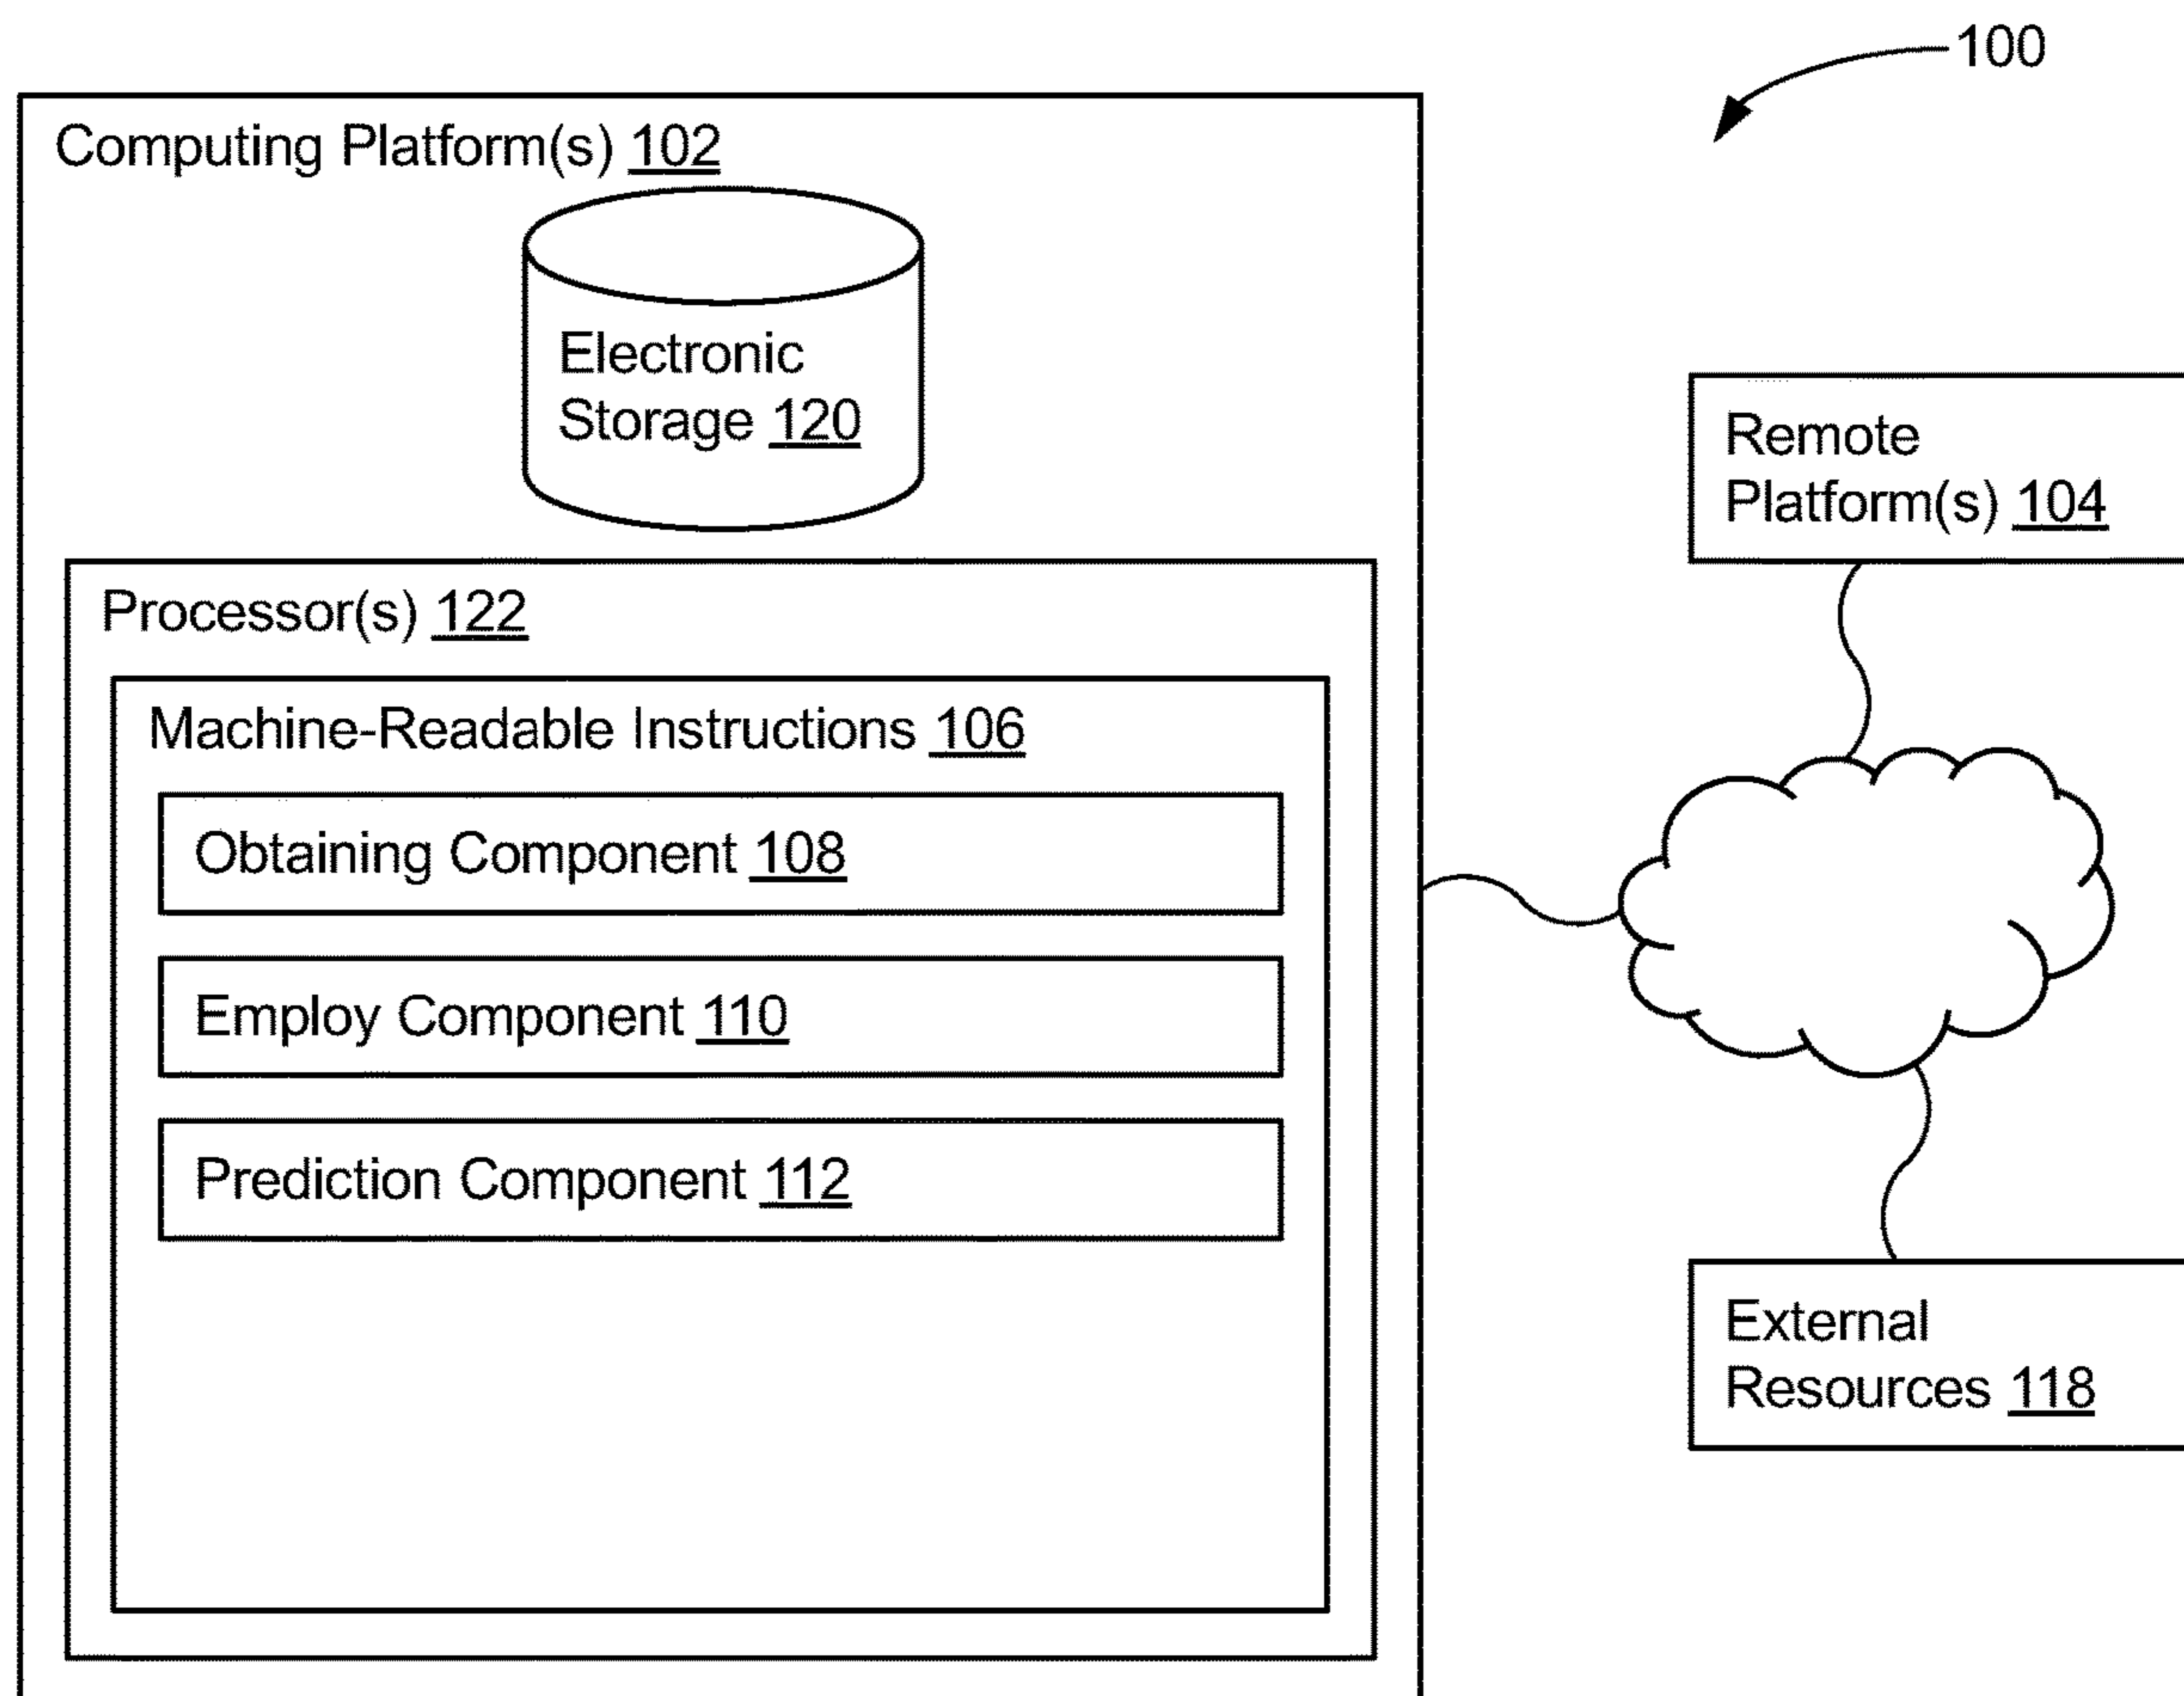 100
Computing Platform(s) 102
Electronic
Storage 120
Remote
Platform(s) 104
Processor(s) 122
Machine-Readable Instructions 106
Obtaining Component 108
Employ Component 110
Prediction Component 112
External
Resources 118